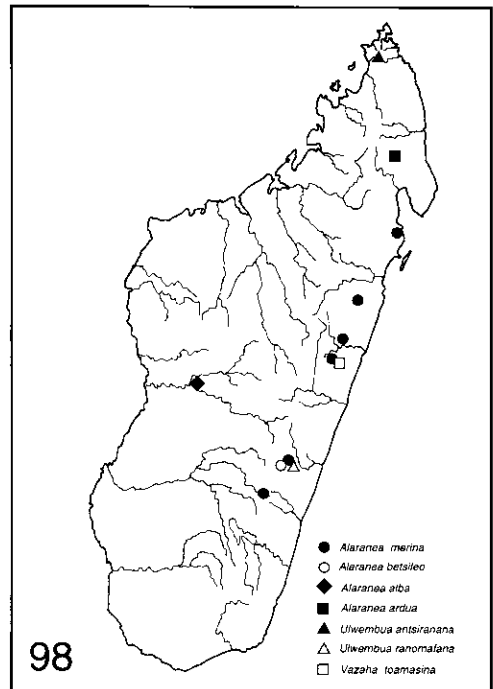 Alaranea merina
Alaranea betsileo
Alaranea alba
Alaranea ardua
Ulwembua antsiranana
Ulwembua ranomafana
Vazaha toamasina
98